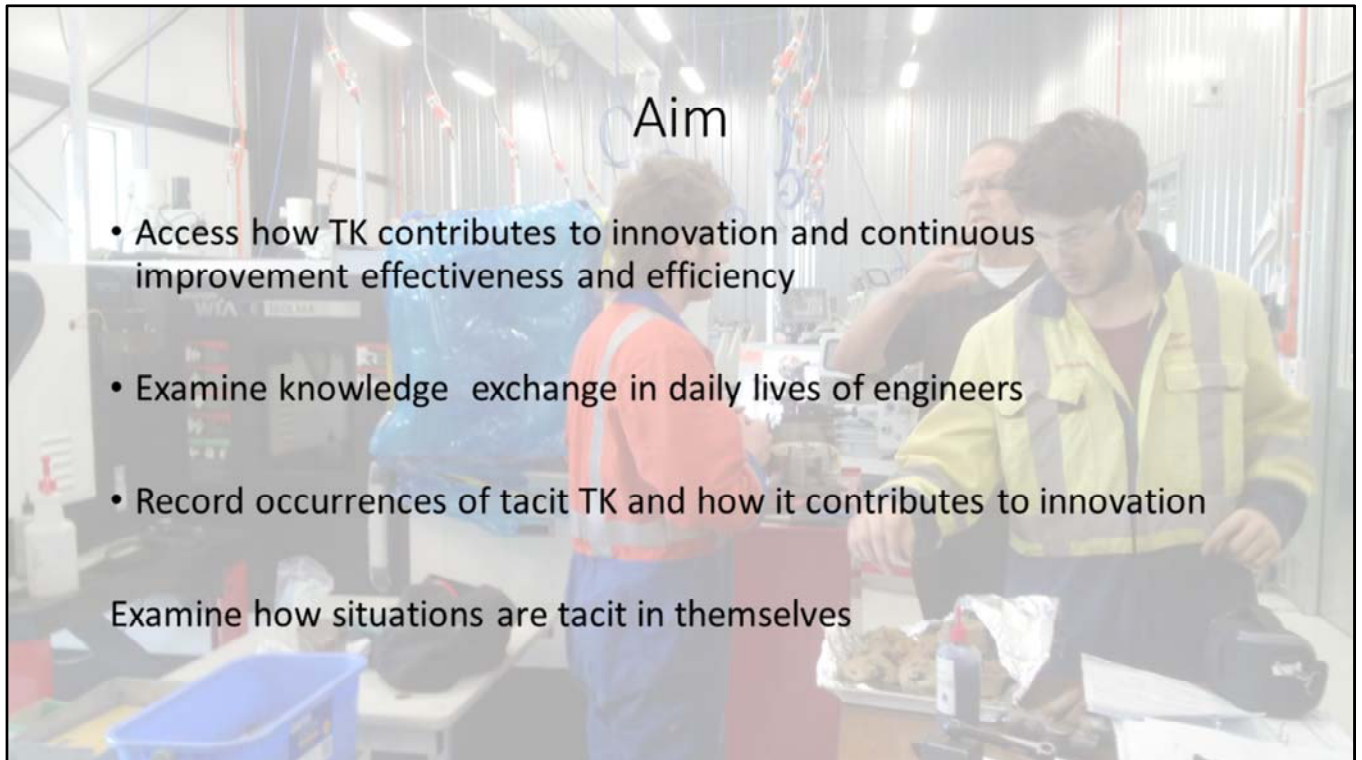 Aim
• Access how TK contributes to innovation and continuous
improvement effectiveness and efficiency
• Examine knowledge  exchange in daily lives of engineers
• Record occurrences of tacit TK and how it contributes to innovation
Examine how situations are tacit in themselves